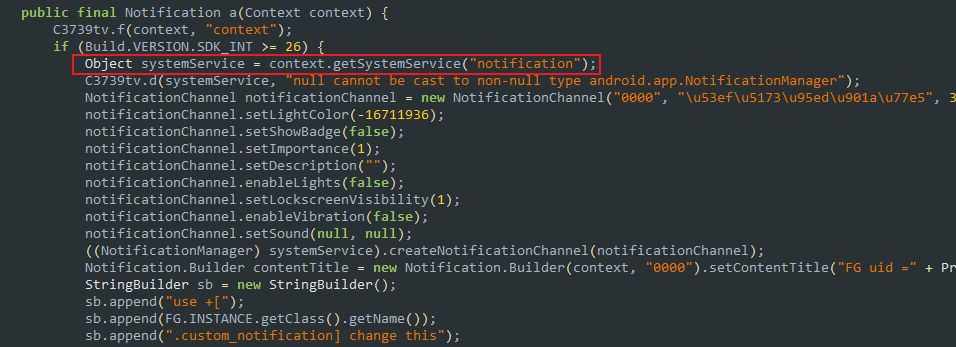 public final Notification a(Context context) {
C3739tv.f(context, "context");
if (Build.VERSION.SDK_INT >= 26) {
Object systemService = context.getSystemService("notification");
C3739tv.d(systemService, "null cannot be cast to non-null type android.app.NotificationManager");
NotificationChannel notificationChannel = new NotificationChannel("0000", "\u53ef\u5173\u95ed\u901a\u77e5", 3
notificationChannel.setLightColor(-16711936);
notificationChannel.setShowBadge(false);
notificationChannel.setImportance(1);
notificationChannel.setDescription("");
notificationChannel.enableLights(false);
notificationChannel.setLockscreenVisibility(1);
notificationChannel.enableVibration(false);
notificationChannel.setSound(null, null);
((NotificationManager) systemService).createNotificationChannel(notificationChannel);
Notification.Builder contentTitle = new Notification.Builder(context, "0000").setContentTitle("FG uid =" + Pr
StringBuilder sb = new StringBuilder();
sb.append("use +[");
sb.append(FG.INSTANCE.getClass().getName());
sb.append(".custom_notification] change this");